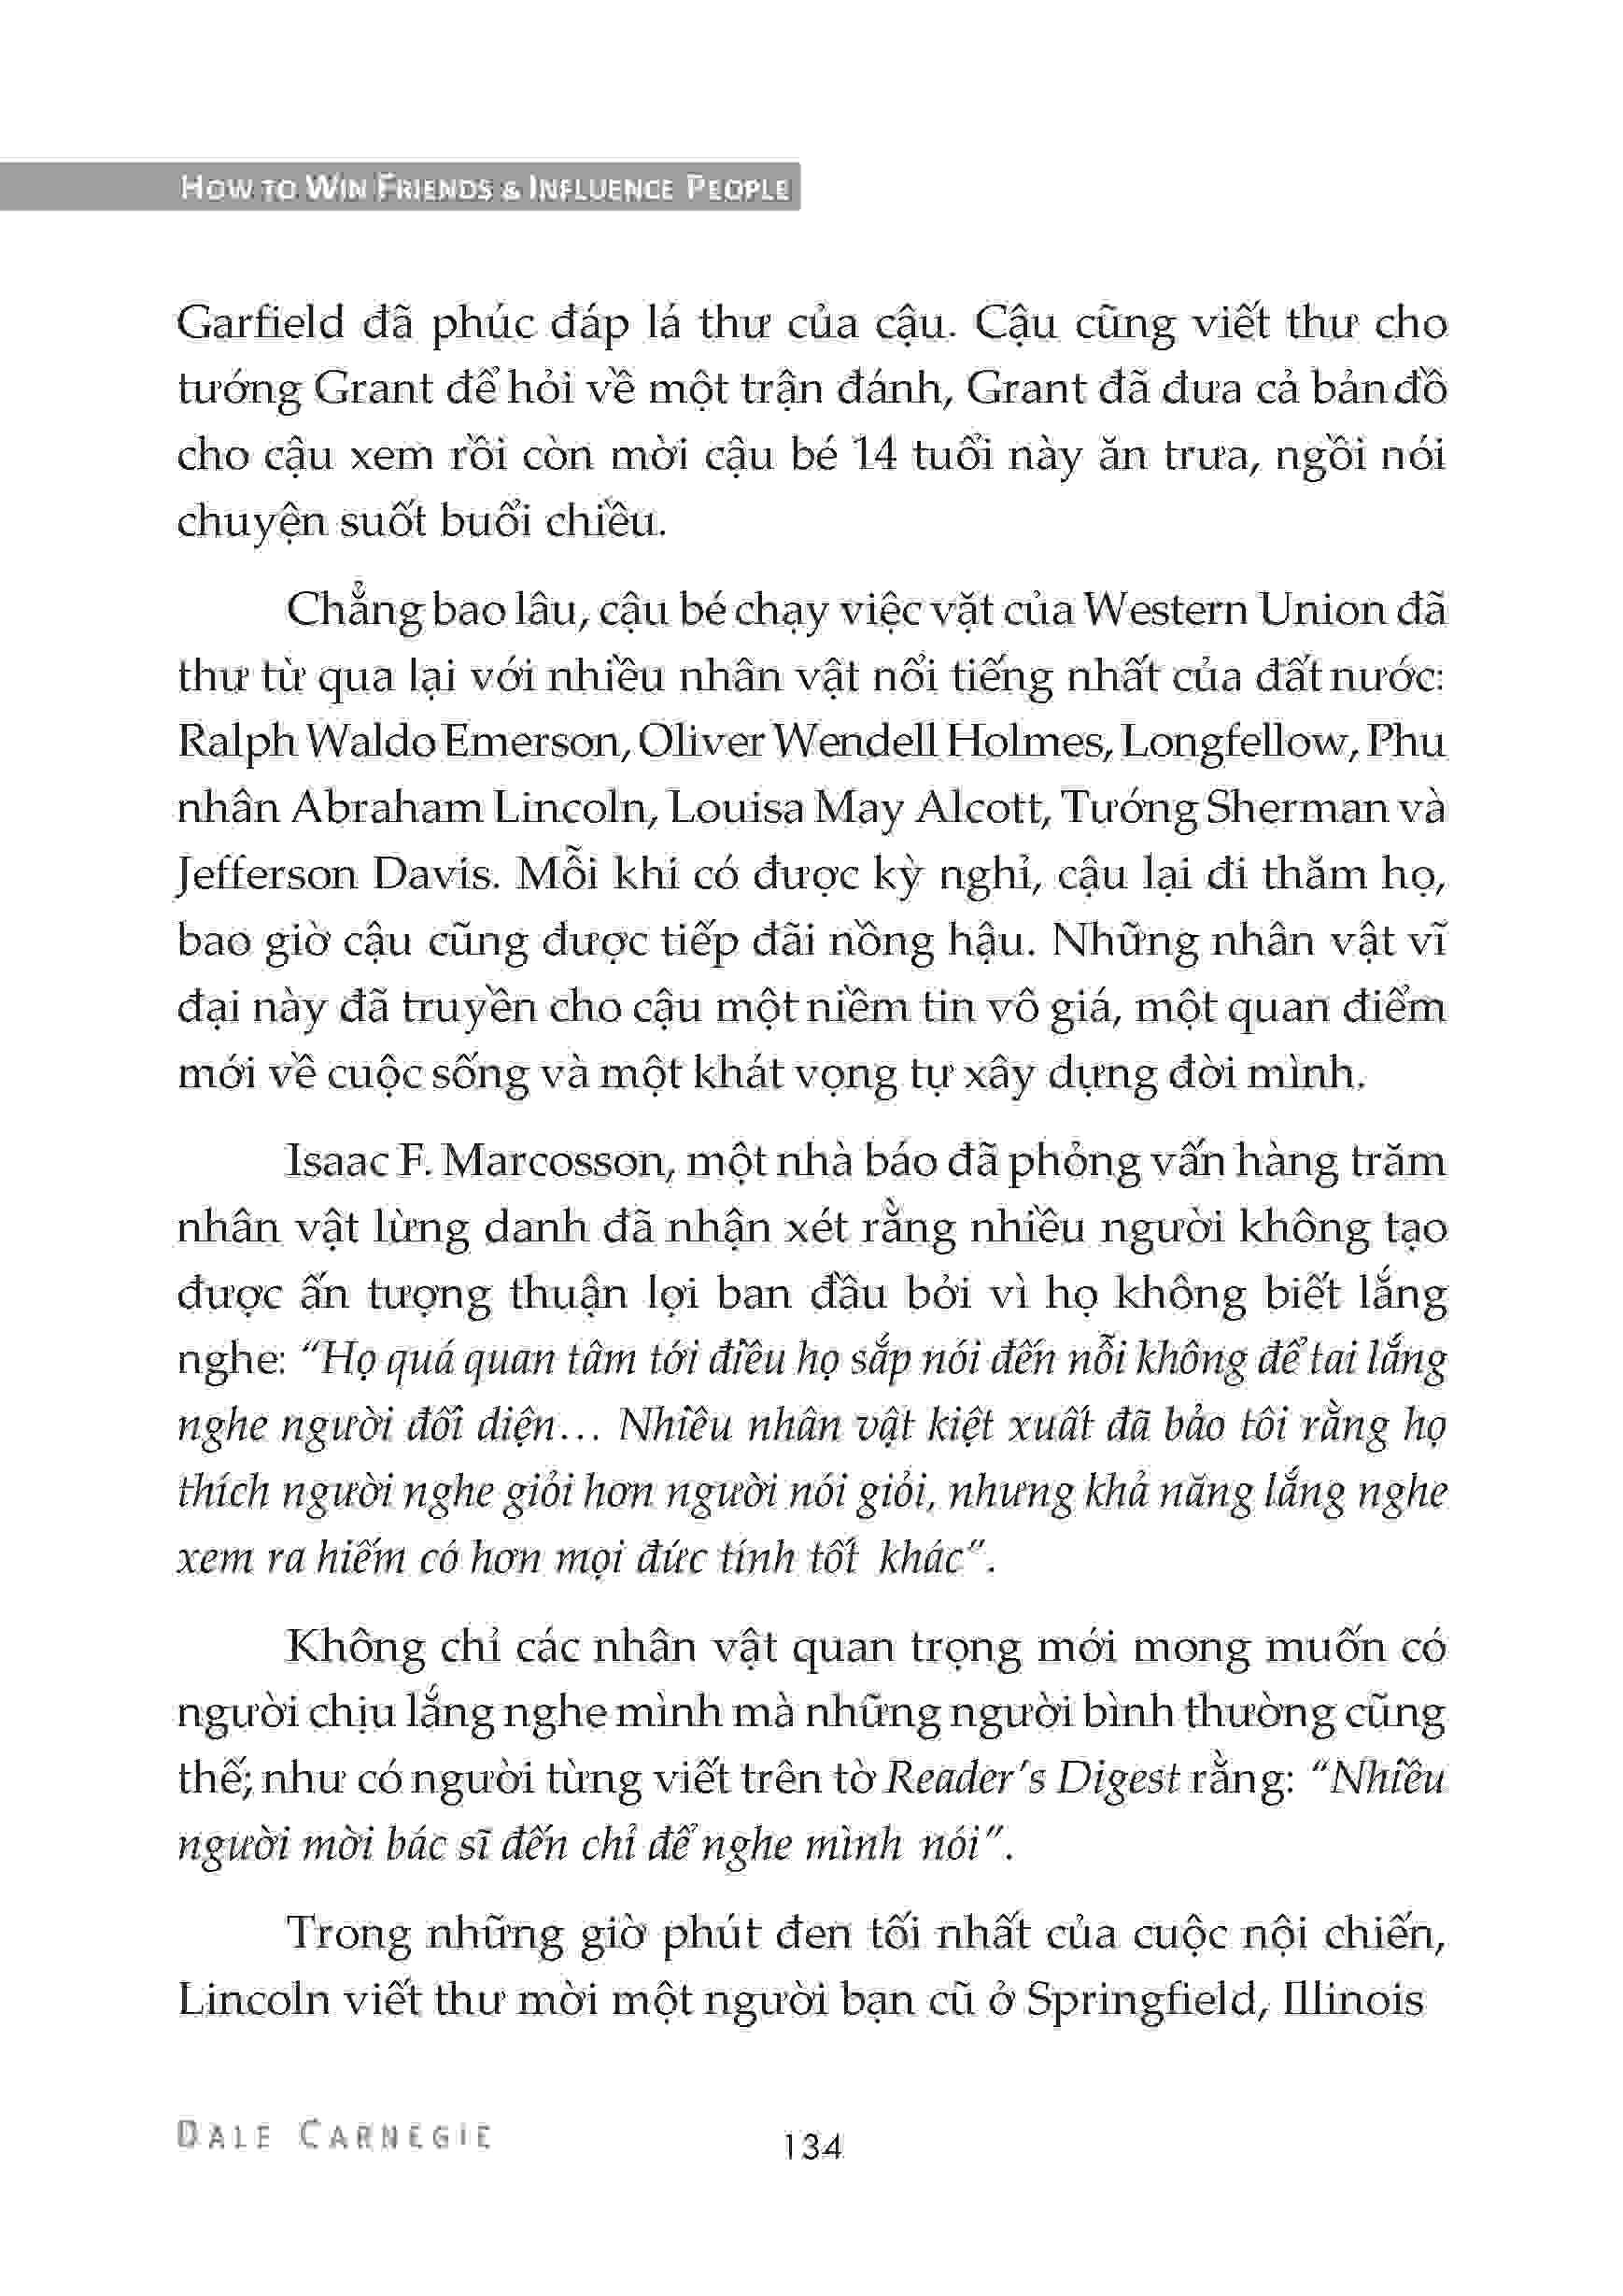 HOW TO WIN FRIENDS & INFLUENCE PEOPLE
Garfield đã phúc đáp lá thư của cậu. Cậu cũng viết thư cho
tướng Grant để hỏi về một trận đánh, Grant đã đưa cả bản đồ
cho cậu xem rồi còn mời cậu bé 14 tuổi này ăn trưa, ngồi nói
chuyện suốt buổi chiều.
Chẳng bao lâu, cậu bé chạy việc vặt của Western Union đã
thư từ qua lại với nhiều nhân vật nổi tiếng nhất của đất nước:
Ralph Waldo Emerson, Oliver Wendell Holmes, Longfellow, Phu
nhân Abraham Lincoln, Louisa May Alcott, Tướng Sherman và
Jefferson Davis. Mỗi khi có được kỳ nghỉ, cậu lại đi thăm họ,
bao giờ cậu cũng được tiếp đãi nồng hậu. Những nhân vật vĩ
đại này đã truyền cho cậu một niềm tin vô giá, một quan điểm
mới về cuộc sống và một khát vọng tự xây dựng đời mình.
Isaac F. Marcosson, một nhà báo đã phỏng vấn hàng trăm
nhân vật lừng danh đã nhận xét rằng nhiều người không tạo
được ấn tượng thuận lợi ban đầu bởi vì họ không biết lắng
nghe: “Họ quá quan tâm tới điều họ sắp nói đến nỗi không để tai lắng
nghe người đối diện… Nhiều nhân vật kiệt xuất đã bảo tôi rằng họ
thích người nghe giỏi hơn người nói giỏi, nhưng khả năng lắng nghe
xem ra hiếm có hơn mọi đức tính tốt khác”.
Không chỉ các nhân vật quan trọng mới mong muốn có
người chịu lắng nghe mình mà những người bình thường cũng
thế; như có người từng viết trên tờ Reader’s Digest rằng: “Nhiều
người mời bác sĩ đến chỉ để nghe mình nói”.
Trong những giờ phút đen tối nhất của cuộc nội chiến,
Lincoln viết thư mời một người bạn cũ ở Springfield, Illinois
DALE CARNEGIE
134